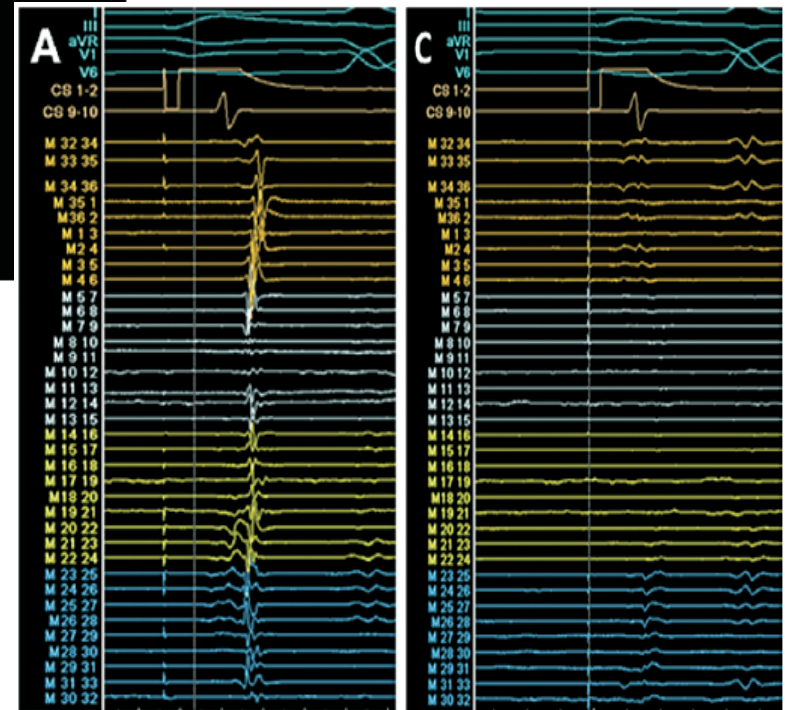 A
I
III
aVR
V1
V6
CS 1-2
CS 9-10
M 32 34
M 33 35
M 34 36
M 35 1
M36 2
M 1 3
M2 4
M 3 5
M 4 6
M 5 7
M 6 8
M 7 9
M 8 10
M 9 11
M 10 12
M 11 13
M 12 14
M 13 15
M 14 16
M 15 17
M 16 18
M 17 19
M18 20
M 19 21
M 20 22
M 21 23
M 22 24
M 23 25
M 24 26
M 25 27
M26 28
M 27 29
M28 30
M 29 31
M 31 33
M 30 32
C
I
III
aVR
V1
V6
CS 1-2
CS 9-10
M 32 34
M 33 35
M 34 36
M 35 1
M36 2
M 1 3
M2 4
M 3 5
M 4 6
M 5 7
M 6 8
M 7 9
M 8 10
M 9 11
M 10 12
M 11 13
M 12 14
M 13 15
M 14 16
M 15 17
M 16 18
M 17 19
M18 20
M 19 21
M 20 22
M 21 23
M 22 24
M 23 25
M 24 26
M 25 27
M26 28
M 27 29
M28 30
M 29 31
M 31 33
M 30 32